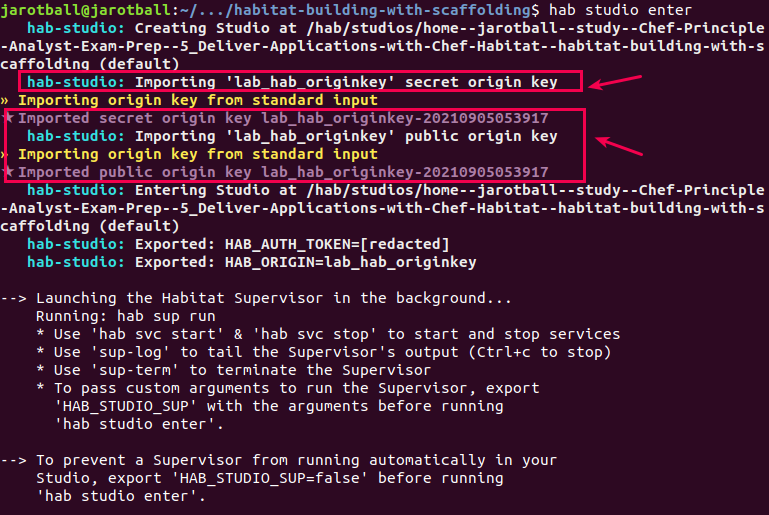 jarotball@jarotball:~/.../habitat-building-with-scaffolding$ hab studio enter
hab-studio: Creating Studio at /hab/studios/home--jarotball--study--Chef-Principle
-Analyst-Exam-Prep--5_Deliver-Applications-with-Chef-Habitat--habitat-building-with-s
caffolding (default)
hab-studio: Importing 'lab_hab_originkey' secret origin key
» Importing origin key from standard input
★ Imported secret origin key lab_hab_originkey-20210905053917
hab-studio: Importing 'lab_hab_originkey' public origin key
» Importing origin key from standard input
★ Imported public origin key lab_hab_originkey-20210905053917
hab-studio: Entering Studio at /hab/studios/home--jarotball--study--Chef-Principle
-Analyst-Exam-Prep--5_Deliver-Applications-with-Chef-Habitat--habitat-building-with-s
caffolding (default)
hab-studio: Exported: HAB_AUTH_TOKEN=[redacted]
hab-studio: Exported: HAB_ORIGIN=lab_hab_originkey
--> Launching the Habitat Supervisor in the background...
Running: hab sup run
* Use 'hab svc start' & 'hab svc stop' to start and stop services
* Use 'sup-log' to tail the Supervisor's output (Ctrl+c to stop)
* Use 'sup-term' to terminate the Supervisor
* To pass custom arguments to run the Supervisor, export
'HAB_STUDIO_SUP' with the arguments before running
'hab studio enter'.
--> To prevent a Supervisor from running automatically in your
Studio, export 'HAB_STUDIO_SUP=false' before running
'hab studio enter'.